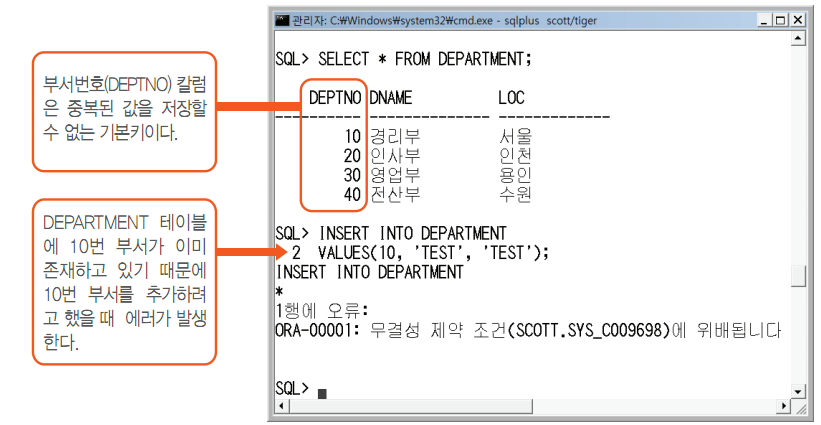 관리자: C:₩Windows₩system32₩cmd.exe - sqlplus scott/tiger
SQL> SELECT * FROM DEPARTMENT;
DEPTNO DNAME LOC
---------- -------------- -------------
10 경리부 서울
20 인사부 인천
30 영업부 용인
40 전산부 수원
SQL> INSERT INTO DEPARTMENT
2 VALUES(10, 'TEST', 'TEST');
INSERT INTO DEPARTMENT
*
1행에 오류:
ORA-00001: 무결성 제약 조건(SCOTT.SYS_C009698)에 위배됩니다
SQL>
부서번호(DEPTNO) 칼럼
은 중복된 값을 저장할
수 없는 기본키이다.
DEPARTMENT 테이블
에 10번 부서가 이미
존재하고 있기 때문에
10번 부서를 추가하려
고 했을 때 에러가 발생
한다.